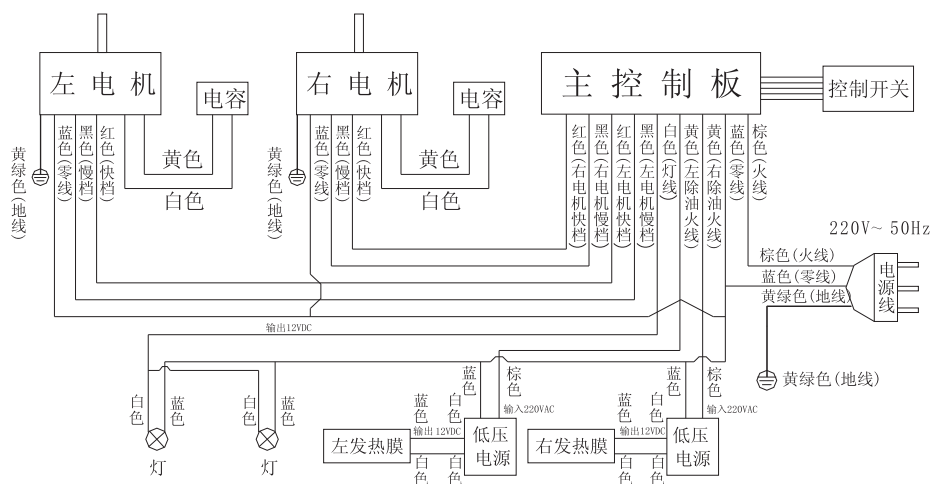 左电机
电容
右电机
电容
主控制板
控制开关
黄绿色(地线)
蓝色(零线)
黑色(慢档)
红色(快档)
黄色
白色
黄绿色(地线)
蓝色(零线)
黑色(慢档)
红色(快档)
黄色
白色
红色(右电机快档)
黑色(右电机慢档)
红色(左电机快档)
黑色(左电机慢档)
白色(灯线)
黄色(左除油火线)
黄色(右除油火线)
蓝色(零线)
棕色(火线)
220V~50Hz
棕色(火线)
蓝色(零线)
黄绿色(地线)
电源线
黄绿色(地线)
输出12VDC
白色
蓝色
灯
白色
蓝色
灯
蓝色
棕色
输入220VAC
蓝色
白色
左发热膜
输出12VDC
低压
电源
白色
白色
蓝色
棕色
输入220VAC
蓝色
白色
右发热膜
输出12VDC
低压
电源
白色
白色